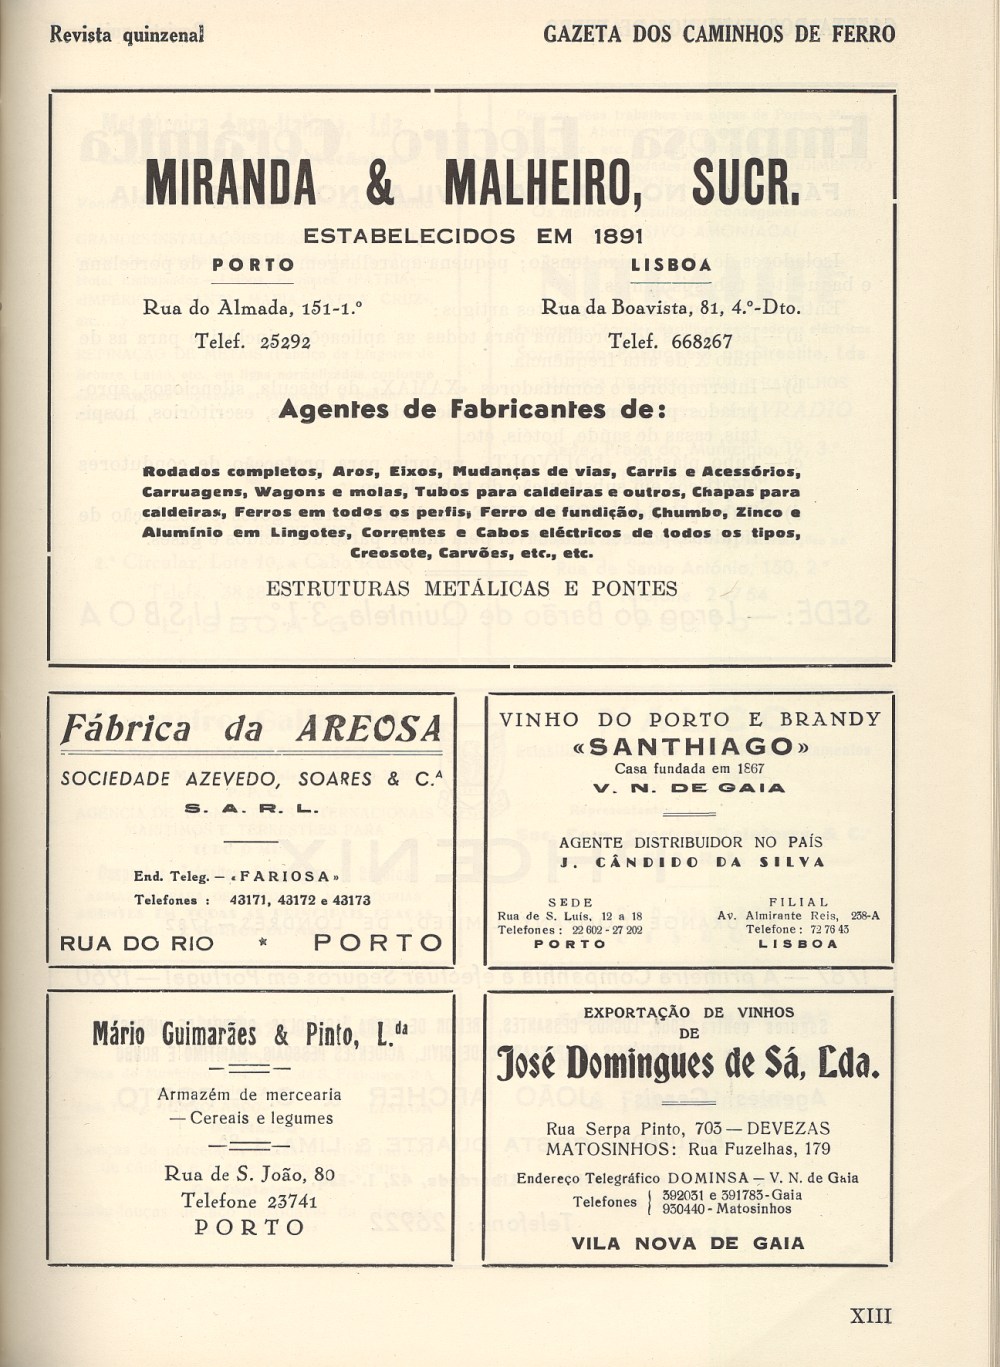 Revista quinzenal
GAZETA DOS CAMINHOS DE FERRO
MIRANDA & MALHEIRO, SUCR.
ESTABELECIDOS EM 1891
PORTO
Rua do Almada, 151-1.º
Telef. 25292
LISBOA
Rua da Boavista, 81, 4.º-Dto.
Telef. 668267
Agentes de Fabricantes de:
Rodados completos, Aros, Eixos, Mudanças de vias, Carris e Acessórios,
Carruagens, Wagons e molas, Tubos para caldeiras e outros, Chapas para
caldeiras, Ferros em todos os perfis, Ferro de fundição, Chumbo, Zinco e
Alumínio em Lingotes, Correntes e Cabos eléctricos de todos os tipos,
Creosote, Carvões, etc., etc.
ESTRUTURAS METÁLICAS E PONTES
Fábrica da AREOSA
SOCIEDADE AZEVEDO, SOARES & C.ª
S. A. R. L.
End. Teleg. — «FARIOSA»
Telefones : 43171, 43172 e 43173
RUA DO RIO * PORTO
VINHO DO PORTO E BRANDY
«SANTHIAGO»
Casa fundada em 1867
V. N. DE GAIA
AGENTE DISTRIBUIDOR NO PAÍS
J. CÂNDIDO DA SILVA
SEDE
Rua de S. Luís, 12 a 18
Telefones: 22 602 - 27 202
PORTO
FILIAL
Av. Almirante Reis, 258-A
Telefone: 72 76 43
LISBOA
Mário Guimarães & Pinto, L.da
Armazém de mercearia
— Cereais e legumes
Rua de S. João, 80
Telefone 23741
PORTO
EXPORTAÇÃO DE VINHOS
DE
José Domingues de Sá, Lda.
Rua Serpa Pinto, 703 — DEVEZAS
MATOSINHOS: Rua Fuzelhas, 179
Endereço Telegráfico DOMINSA — V. N. de Gaia
Telefones { 392031 e 391783-Gaia
930440 - Matosinhos
VILA NOVA DE GAIA
XIII